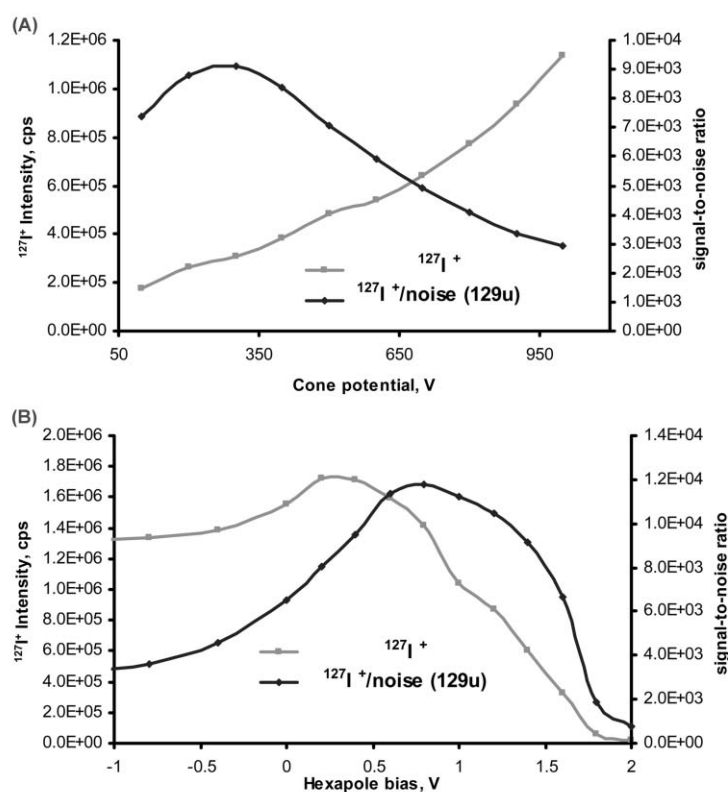 (A)
1.2E+06
1.0E+06
8.0E+05
6.0E+05
4.0E+05
2.0E+05
0.0E+00
¹²⁷I⁺ Intensity, cps
1.0E+04
9.0E+03
8.0E+03
7.0E+03
6.0E+03
5.0E+03
4.0E+03
3.0E+03
2.0E+03
1.0E+03
0.0E+00
signal-to-noise ratio
¹²⁷I ⁺
¹²⁷I ⁺/noise (129u)
50 350 650 950
Cone potential, V
(B)
2.0E+06
1.8E+06
1.6E+06
1.4E+06
1.2E+06
1.0E+06
8.0E+05
6.0E+05
4.0E+05
2.0E+05
0.0E+00
¹²⁷I⁺ Intensity, cps
1.4E+04
1.2E+04
1.0E+04
8.0E+03
6.0E+03
4.0E+03
2.0E+03
0.0E+00
signal-to-noise ratio
¹²⁷I ⁺
¹²⁷I ⁺/noise (129u)
-1 -0.5 0 0.5 1 1.5 2
Hexapole bias, V